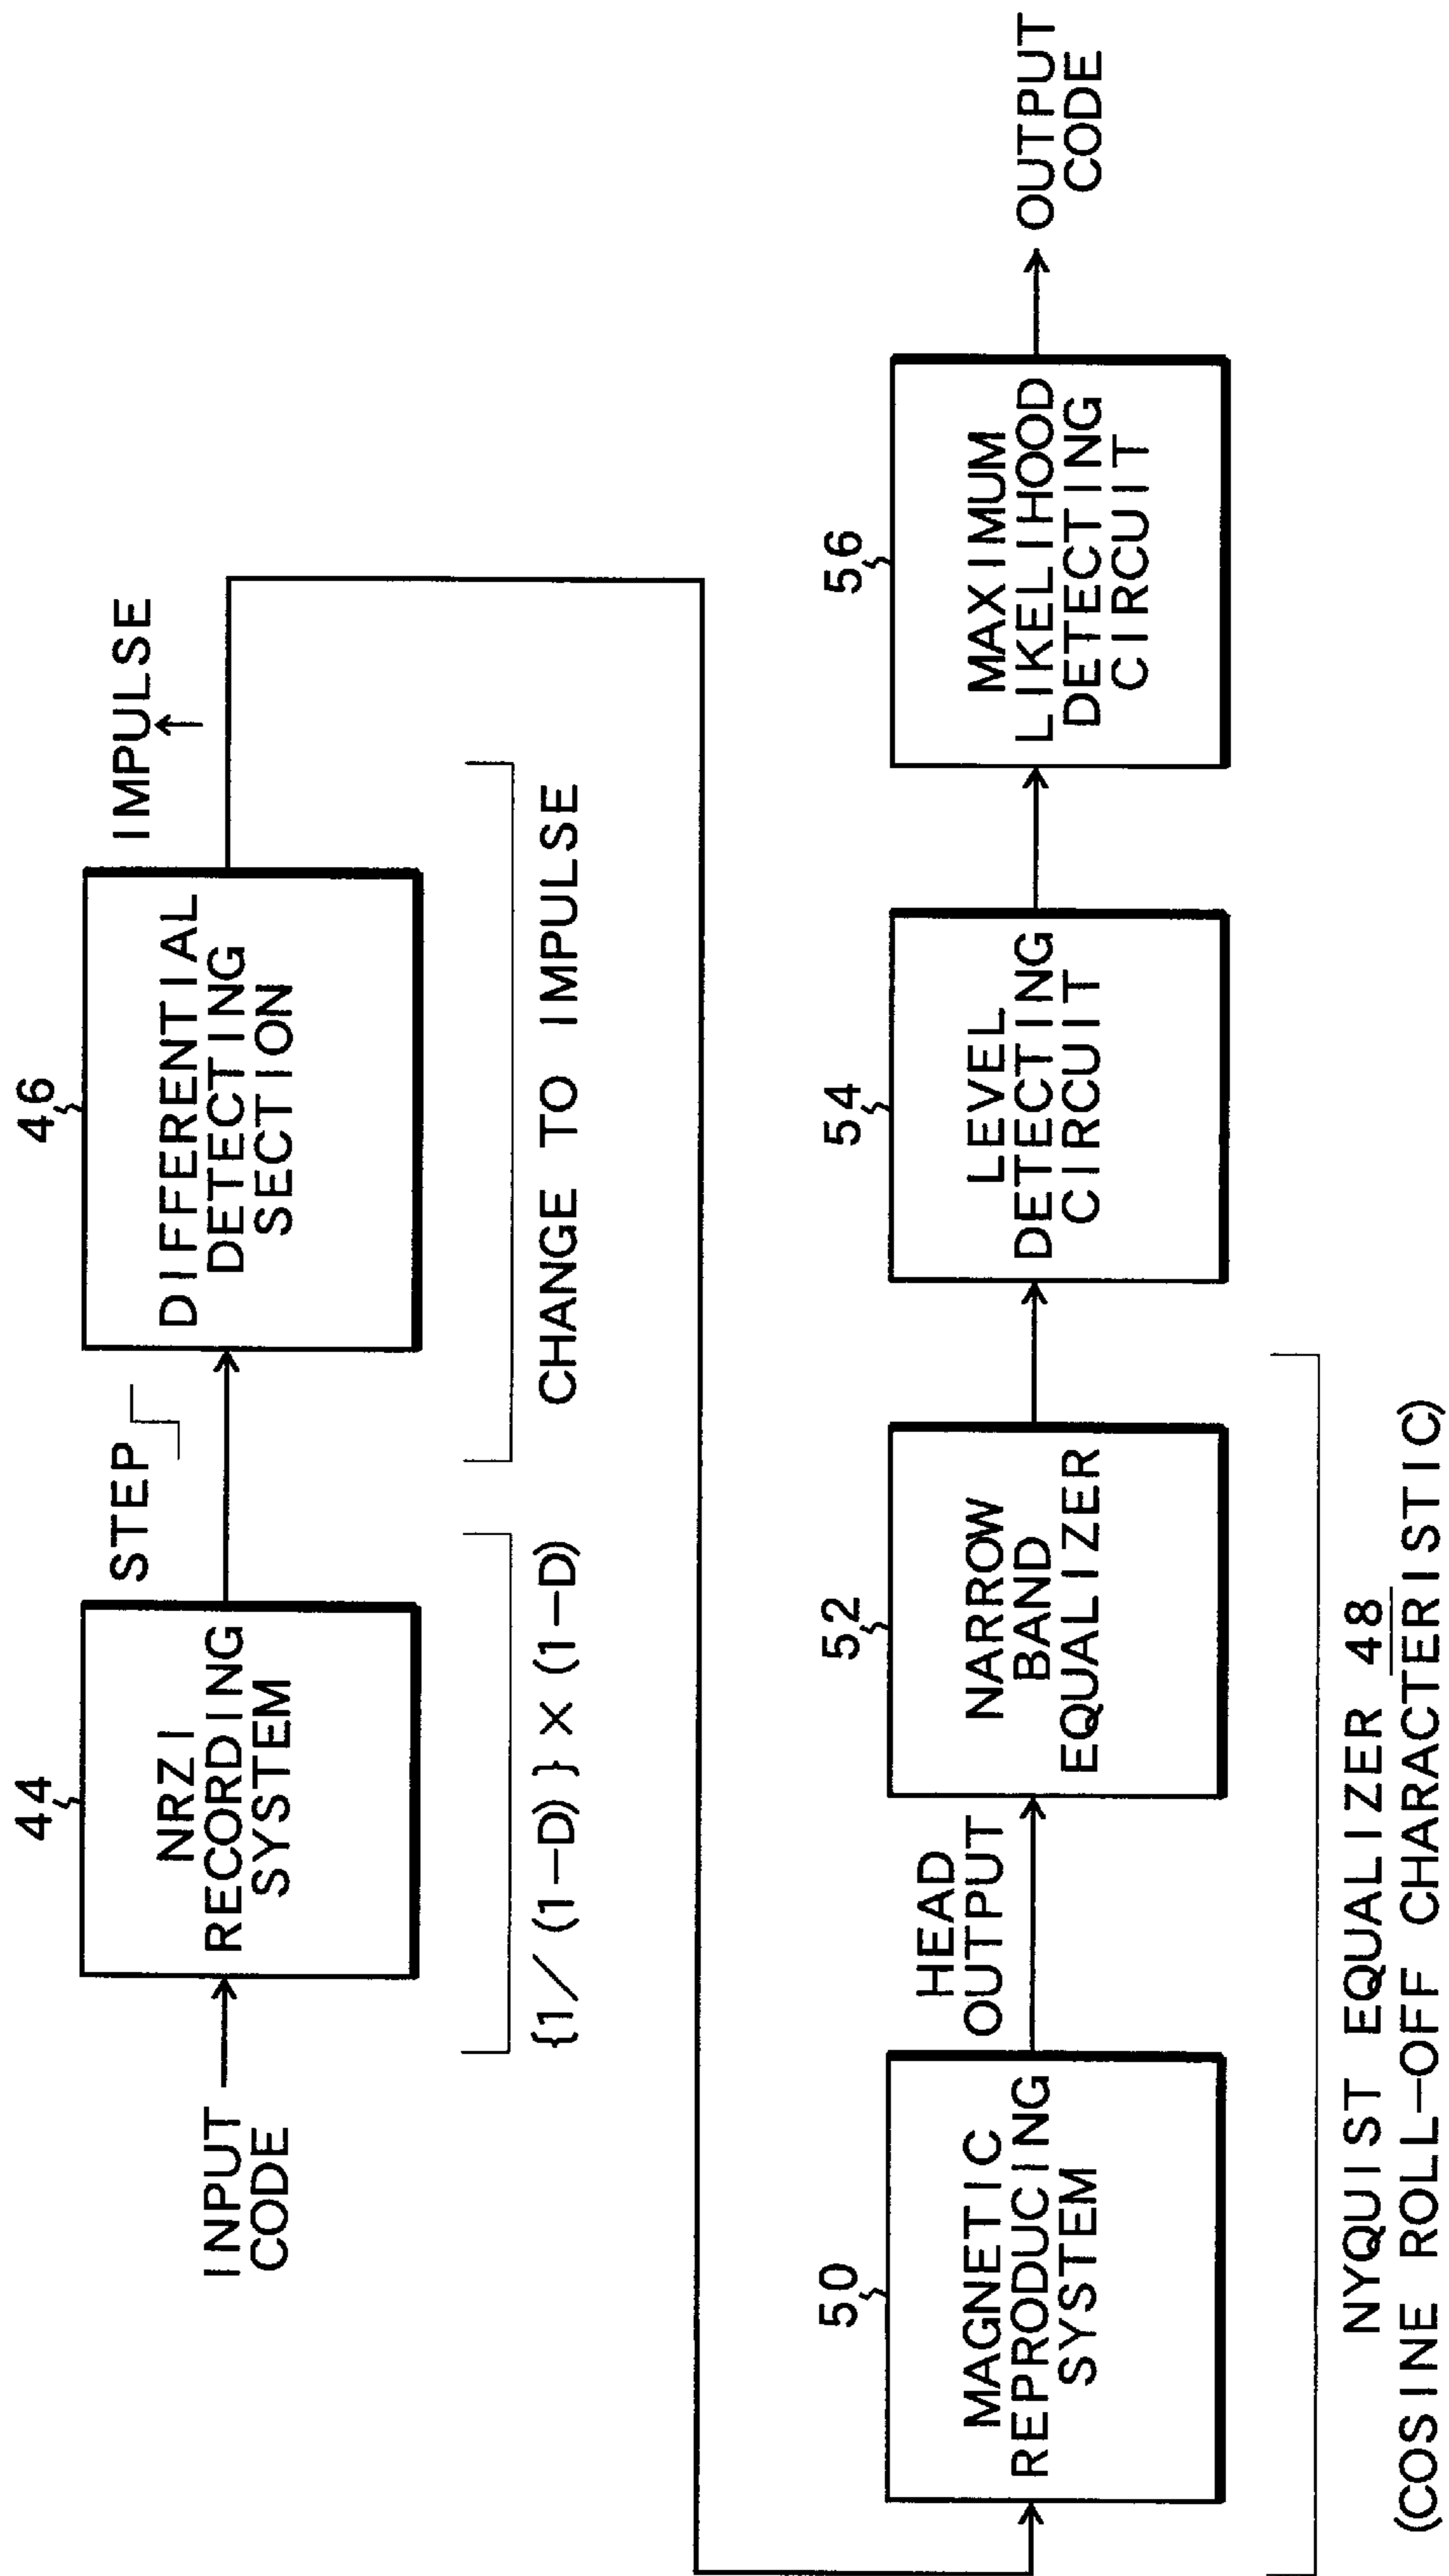 44
46
INPUT
CODE
NRZI
RECORDING
SYSTEM
STEP
DIFFERENTIAL
DETECTING
SECTION
IMPULSE
{1/(1-D)}×(1-D)
CHANGE TO IMPULSE
50
52
54
56
MAGNETIC
REPRODUCING
SYSTEM
HEAD
OUTPUT
NARROW
BAND
EQUALIZER
LEVEL
DETECTING
CIRCUIT
MAXIMUM
LIKELIHOOD
DETECTING
CIRCUIT
OUTPUT
CODE
NYQUIST EQUALIZER 48
(COSINE ROLL-OFF CHARACTERISTIC)